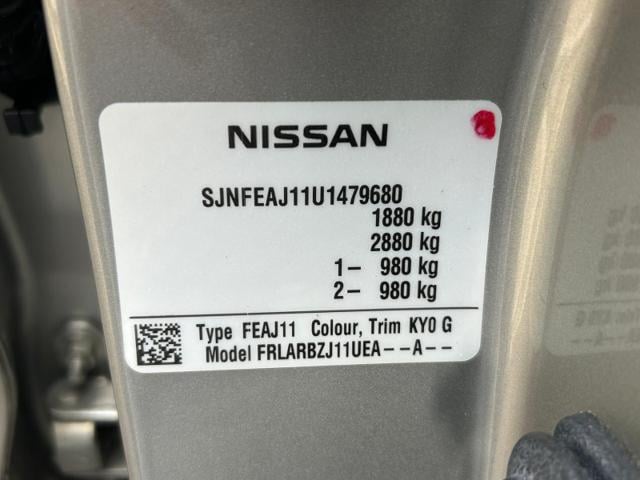 NISSAN
SJNFEAJ11U1479680
1880 kg
2880 kg
1– 980 kg
2– 980 kg
Type FEAJ11 Colour, Trim KY0 G
Model FRLARBZJ11UEA––A––